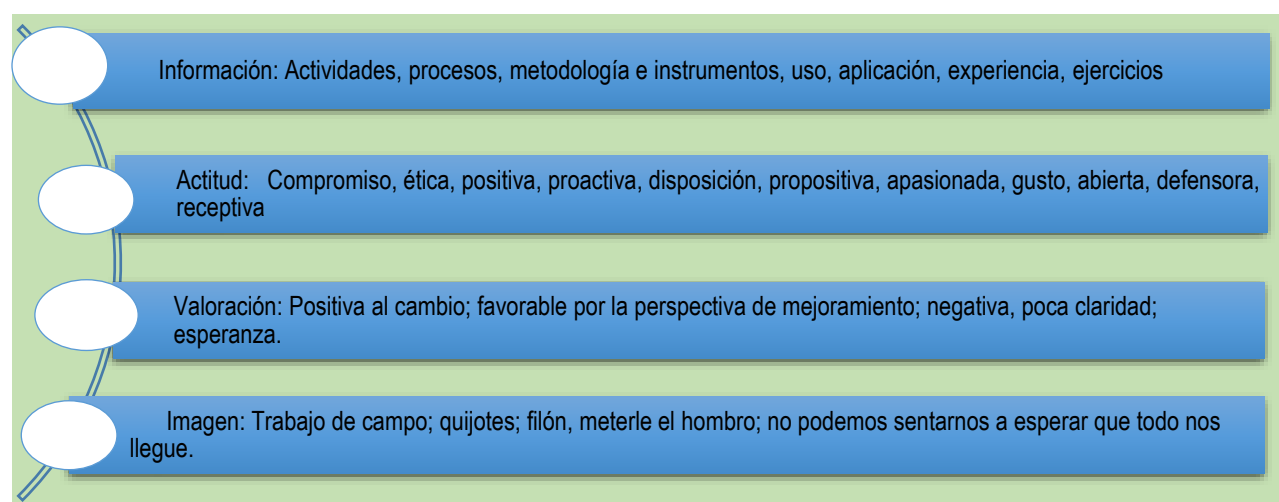 Información: Actividades, procesos, metodología e instrumentos, uso, aplicación, experiencia, ejercicios
Actitud: Compromiso, ética, positiva, proactiva, disposición, propositiva, apasionada, gusto, abierta, defensora,
receptiva
Valoración: Positiva al cambio; favorable por la perspectiva de mejoramiento; negativa, poca claridad;
esperanza.
Imagen: Trabajo de campo; quijotes; filón, meterle el hombro; no podemos sentarnos a esperar que todo nos
llegue.